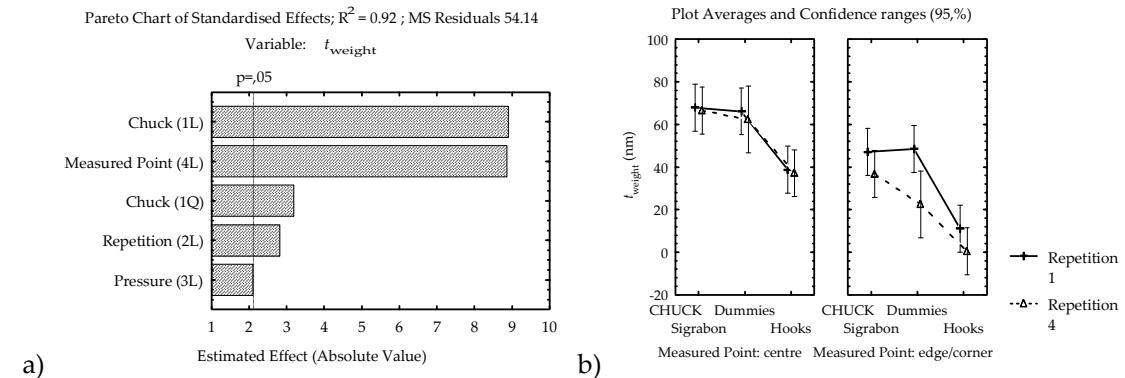 Pareto Chart of Standardised Effects; R² = 0.92 ; MS Residuals 54.14
Variable: t_weight
p=,05
Chuck (1L)
Measured Point (4L)
Chuck (1Q)
Repetition (2L)
Pressure (3L)
1 2 3 4 5 6 7 8 9 10
Estimated Effect (Absolute Value)
a)
Plot Averages and Confidence ranges (95,%)
100
80
60
40
20
0
-20
t_weight (nm)
CHUCK Dummies CHUCK Dummies
Sigrabon Hooks Sigrabon Hooks
Measured Point: centre Measured Point: edge/corner
Repetition
1
Repetition
4
b)